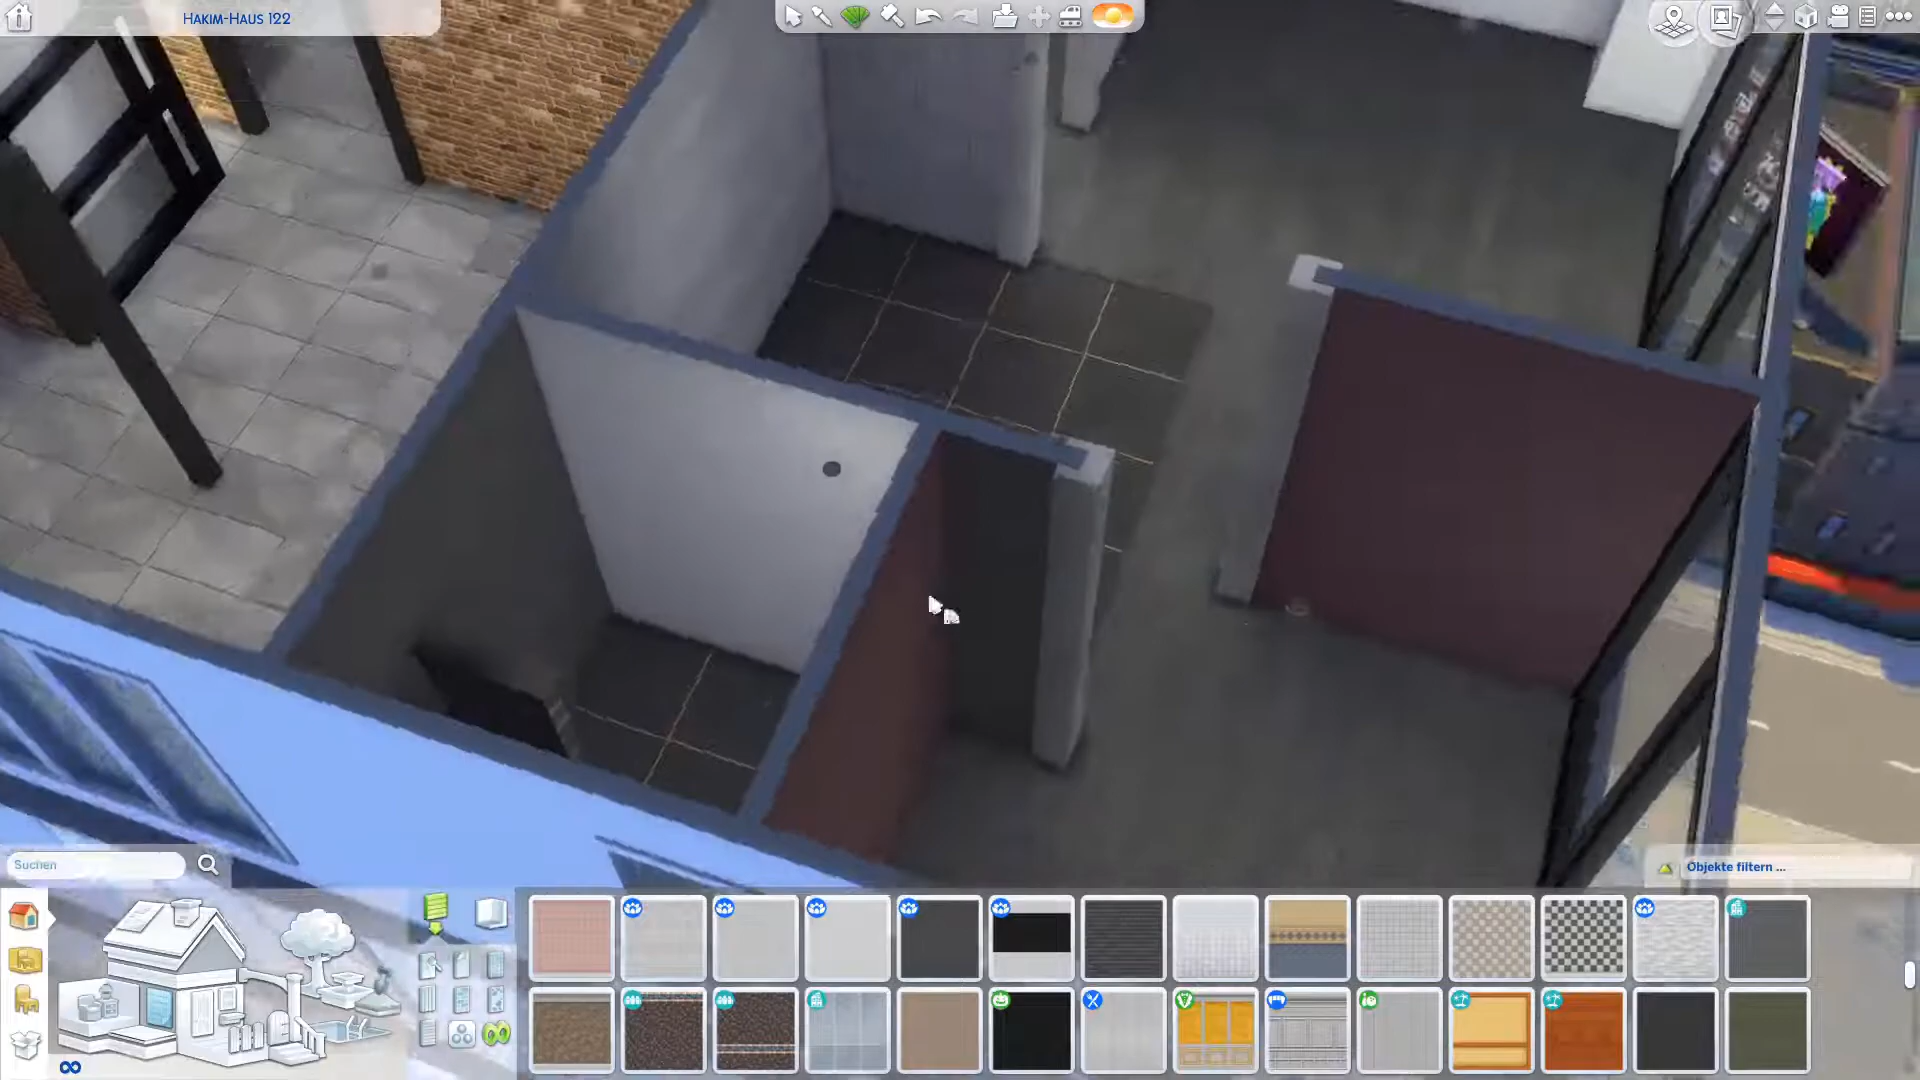 Hakim-Haus 122
Suchen
Objekte filtern ...